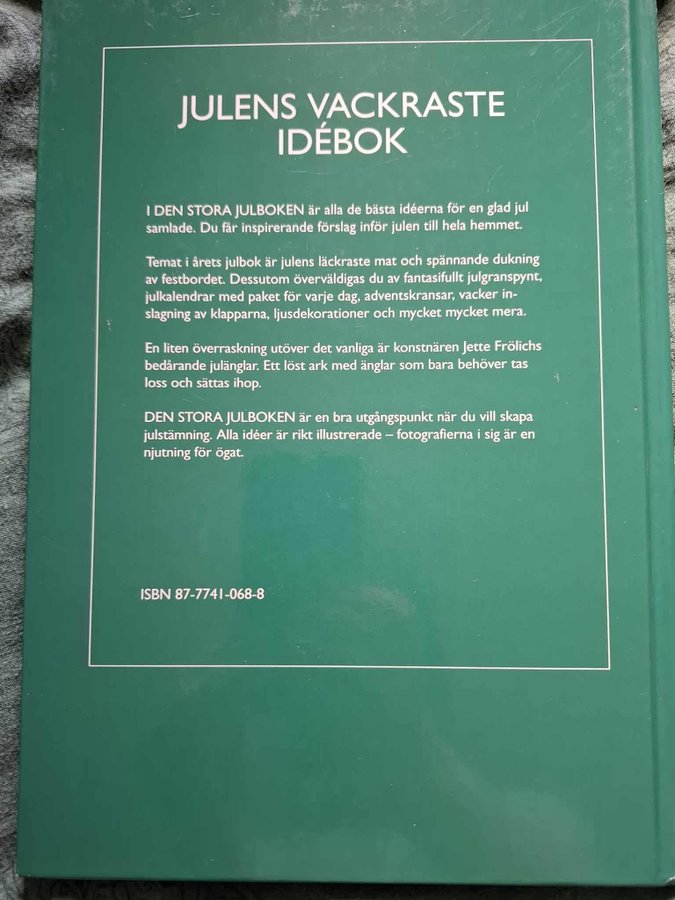 JULENS VACKRASTE
IDÉBOK
I DEN STORA JULBOKEN är alla de bästa idéerna för en glad jul
samlade. Du får inspirerande förslag inför julen till hela hemmet.
Temat i årets julbok är julens läckraste mat och spännande dukning
av festbordet. Dessutom överväldigas du av fantasifullt julgranspynt,
julkalendrar med paket för varje dag, adventskransar, vacker in-
slagning av klapparna, ljusdekorationer och mycket mycket mera.
En liten överraskning utöver det vanliga är konstnären Jette Frölichs
bedårande julänglar. Ett löst ark med änglar som bara behöver tas
loss och sättas ihop.
DEN STORA JULBOKEN är en bra utgångspunkt när du vill skapa
julstämning. Alla idéer är rikt illustrerade – fotografierna i sig är en
njutning för ögat.
ISBN 87-7741-068-8